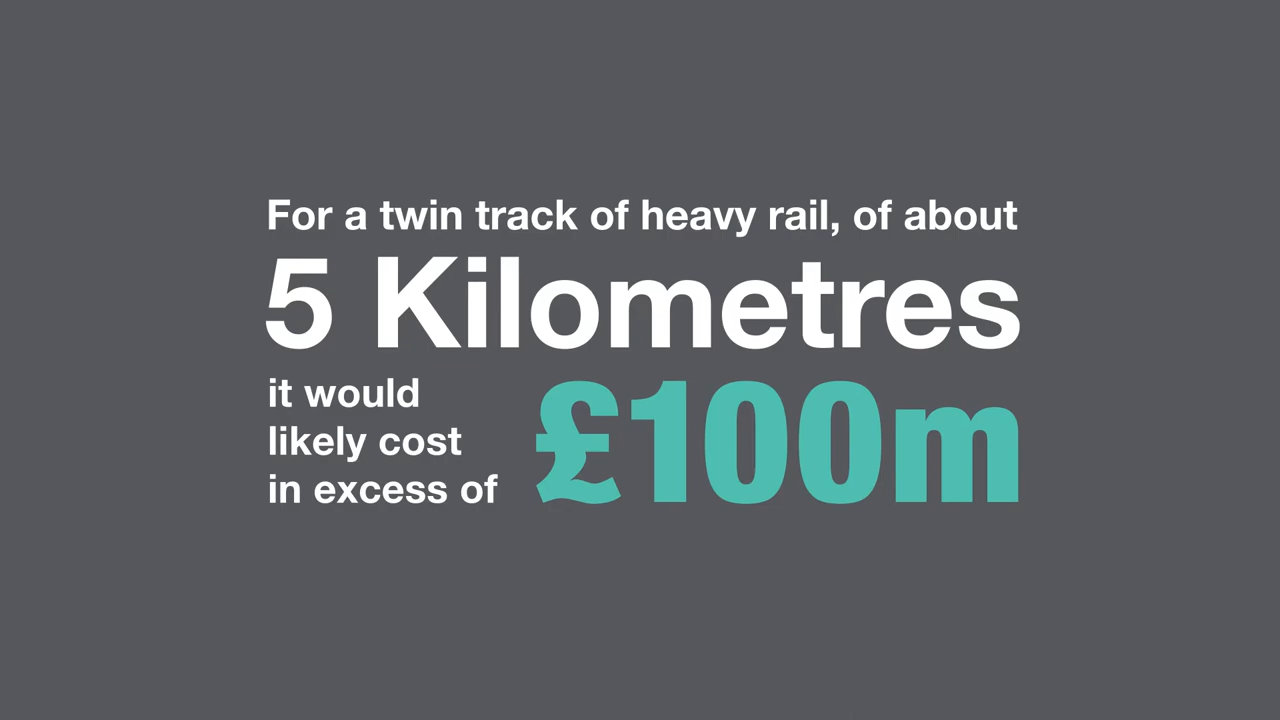 For a twin track of heavy rail, of about
5 Kilometres
it would
likely cost
in excess of
£100m